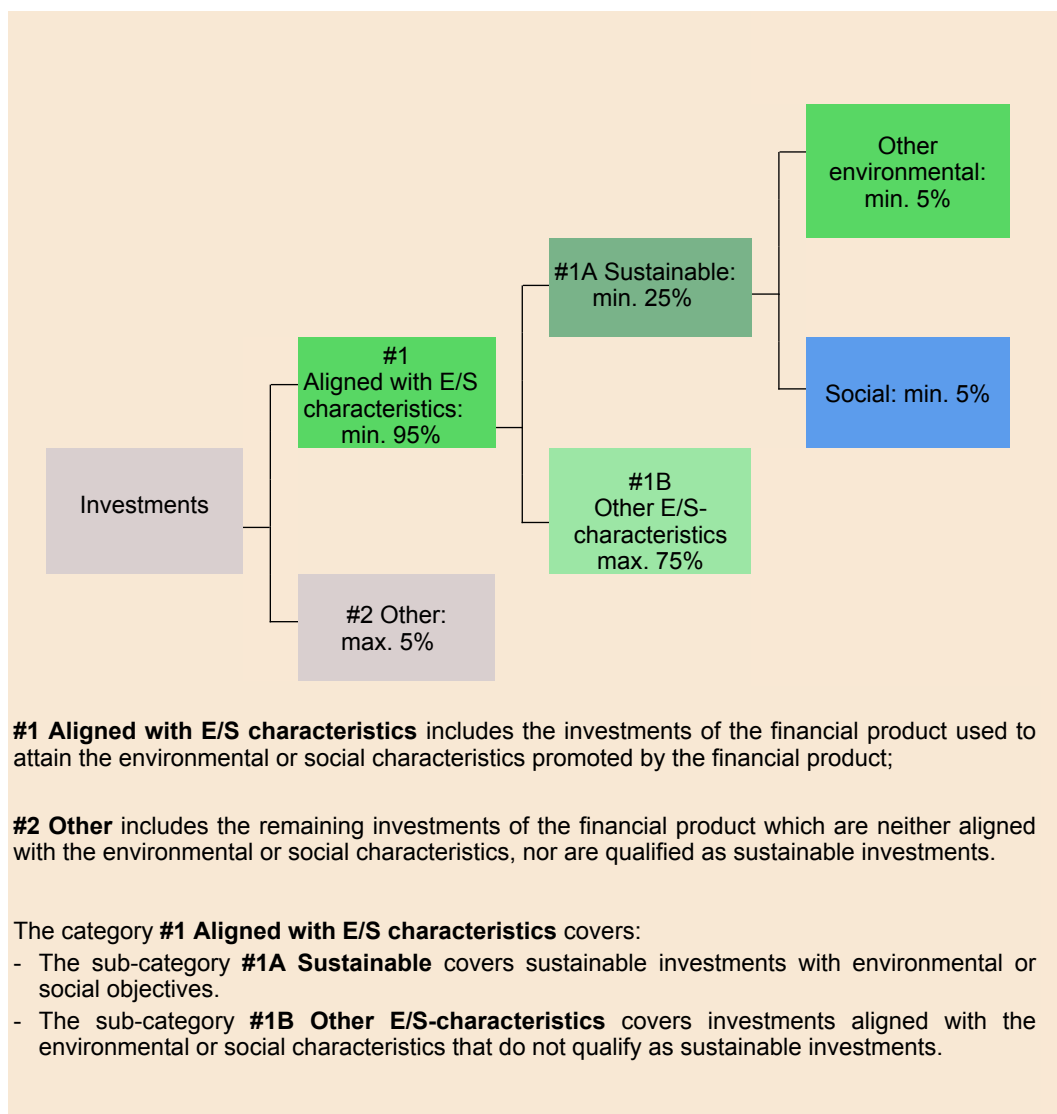 Other
environmental:
min. 5%
#1A Sustainable:
min. 25%
#1
Aligned with E/S
characteristics:
min. 95%
Social: min. 5%
Investments
#1B
Other E/S-
characteristics
max. 75%
#2 Other:
max. 5%
#1 Aligned with E/S characteristics includes the investments of the financial product used to
attain the environmental or social characteristics promoted by the financial product;
#2 Other includes the remaining investments of the financial product which are neither aligned
with the environmental or social characteristics, nor are qualified as sustainable investments.
The category #1 Aligned with E/S characteristics covers:
- The sub-category #1A Sustainable covers sustainable investments with environmental or
social objectives.
- The sub-category #1B Other E/S-characteristics covers investments aligned with the
environmental or social characteristics that do not qualify as sustainable investments.